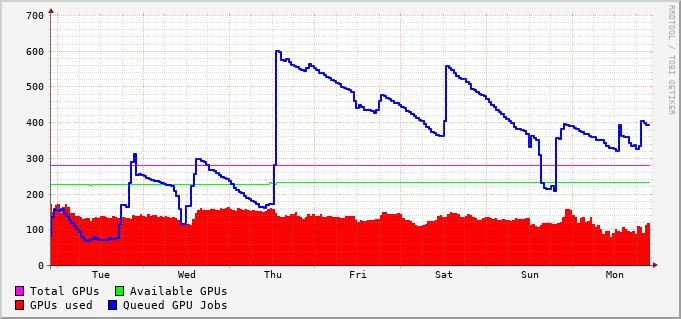 700
600
500
400
300
200
100
0
Tue Wed Thu Fri Sat Sun Mon
Total GPUs Available GPUs
GPUs used Queued GPU Jobs
RRDTOOL / TOBI OETIKER